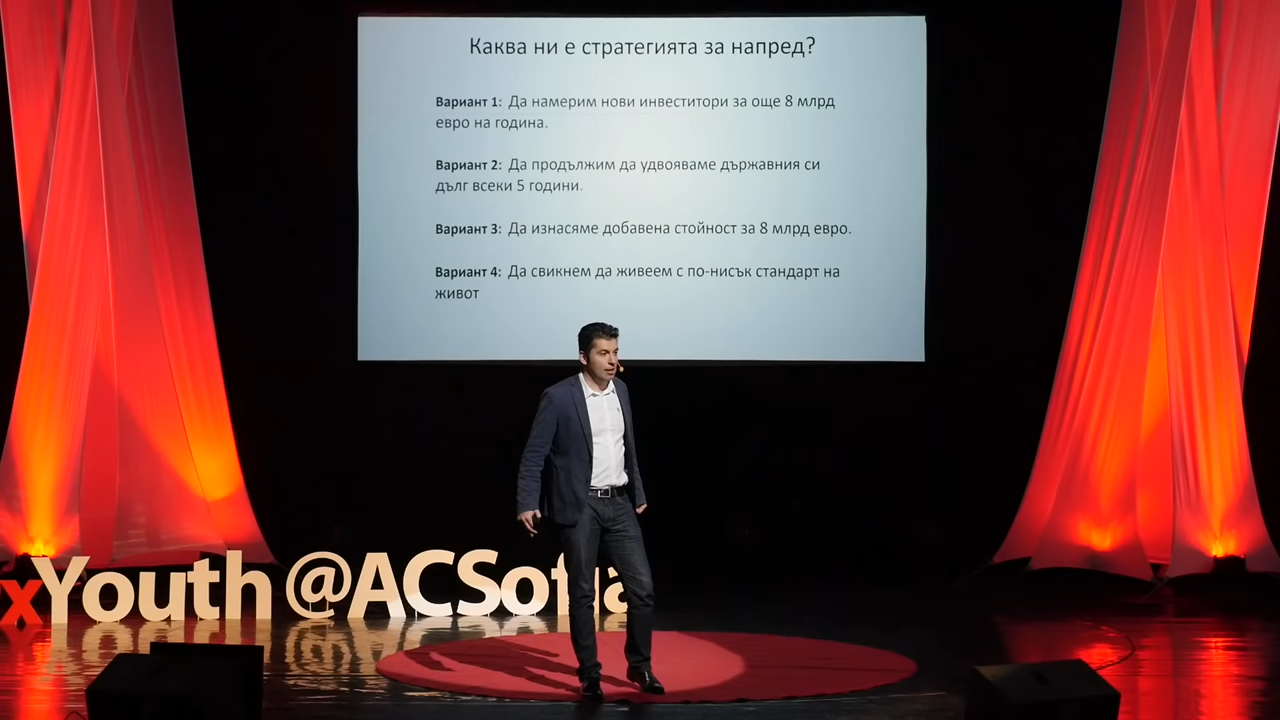 Каква ни е стратегията за напред?
Вариант 1: Да намерим нови инвеститори за още 8 млрд
евро на година.
Вариант 2: Да продължим да удвояваме държавния си
дълг всеки 5 години.
Вариант 3: Да изнасяме добавена стойност за 8 млрд евро.
Вариант 4: Да свикнем да живеем с по-нисък стандарт на
живот
xYouth@ACSofia